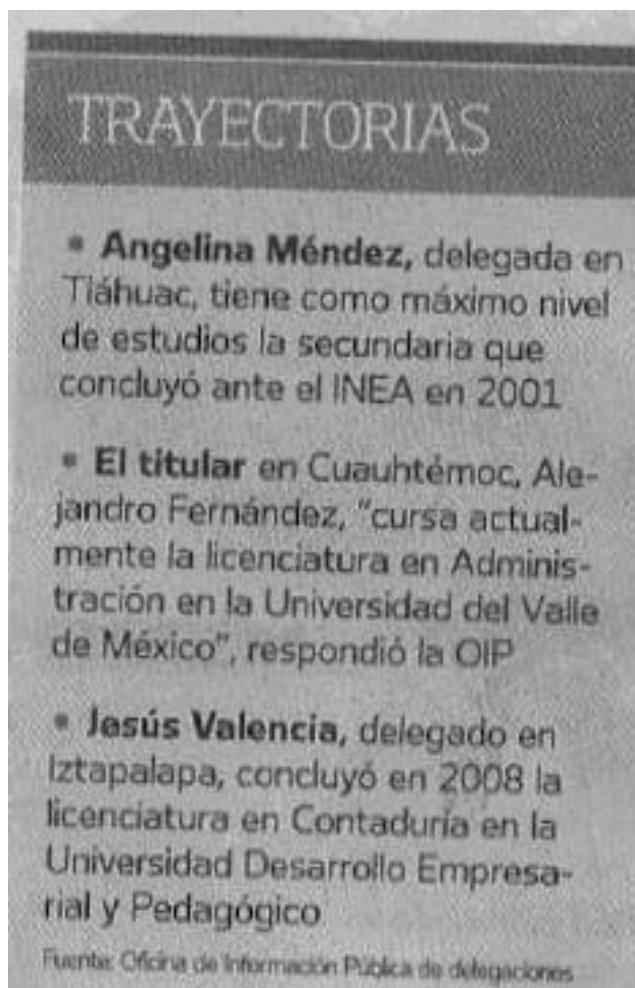 TRAYECTORIAS
• Angelina Méndez, delegada en
Tláhuac, tiene como máximo nivel
de estudios la secundaria que
concluyó ante el INEA en 2001
• El titular en Cuauhtémoc, Ale-
jandro Fernández, "cursa actual-
mente la licenciatura en Adminis-
tración en la Universidad del Valle
de México", respondió la OIP
• Jesús Valencia, delegado en
Iztapalapa, concluyó en 2008 la
licenciatura en Contaduría en la
Universidad Desarrollo Empresa-
rial y Pedagógico
Fuente: Oficina de Información Pública de delegaciones